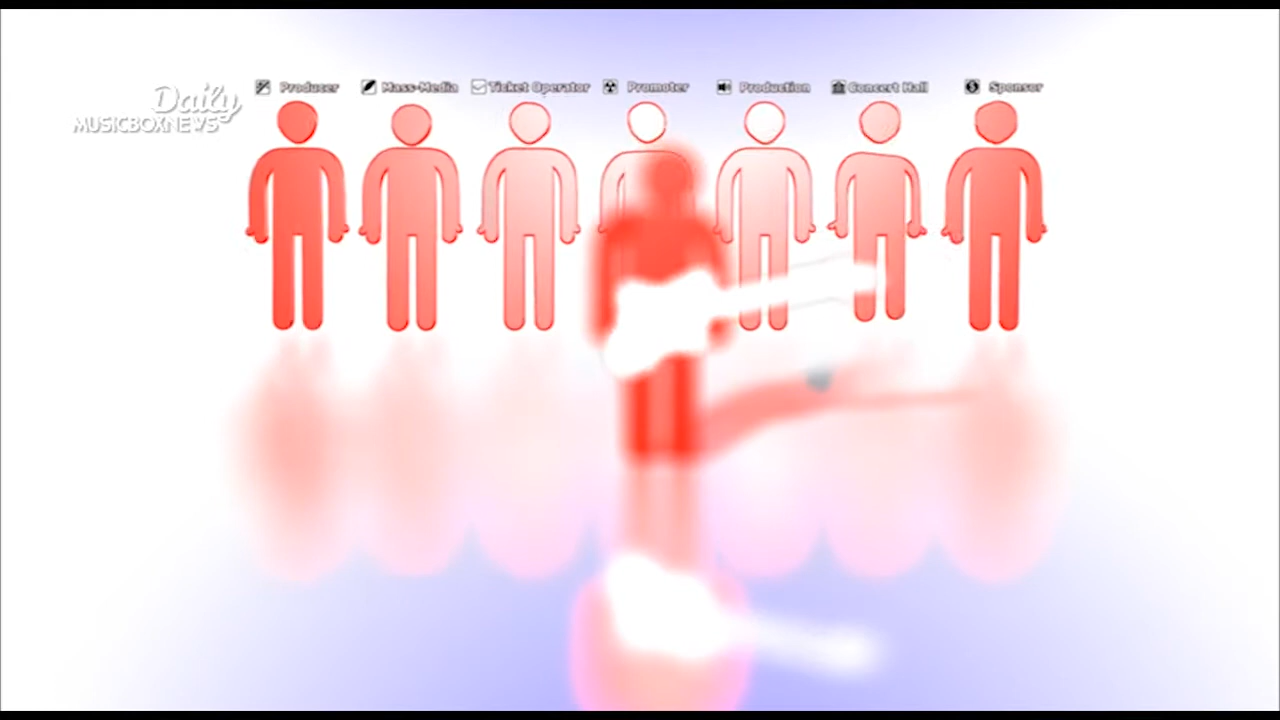 Daily
MUSICBOXNEWS
Producer Mass-Media Ticket Operator Promoter Production Concert Hall Sponsor